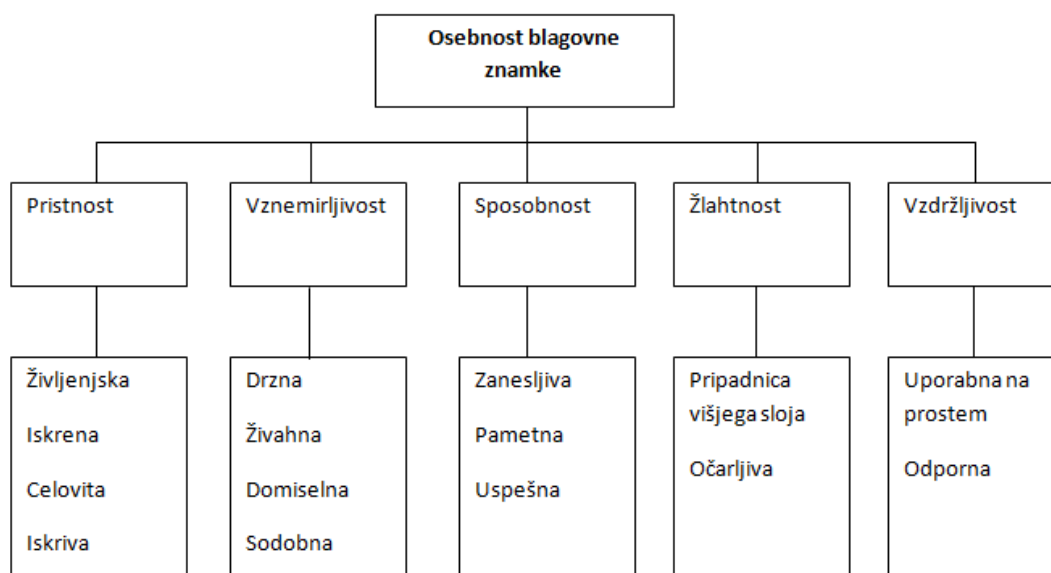 Osebnost blagovne
znamke
Pristnost
Vznemirljivost
Sposobnost
Žlahtnost
Vzdržljivost
Življenjska
Iskrena
Celovita
Iskriva
Drzna
Živahna
Domiselna
Sodobna
Zanesljiva
Pametna
Uspešna
Pripadnica
višjega sloja
Očarljiva
Uporabna na
prostem
Odporna